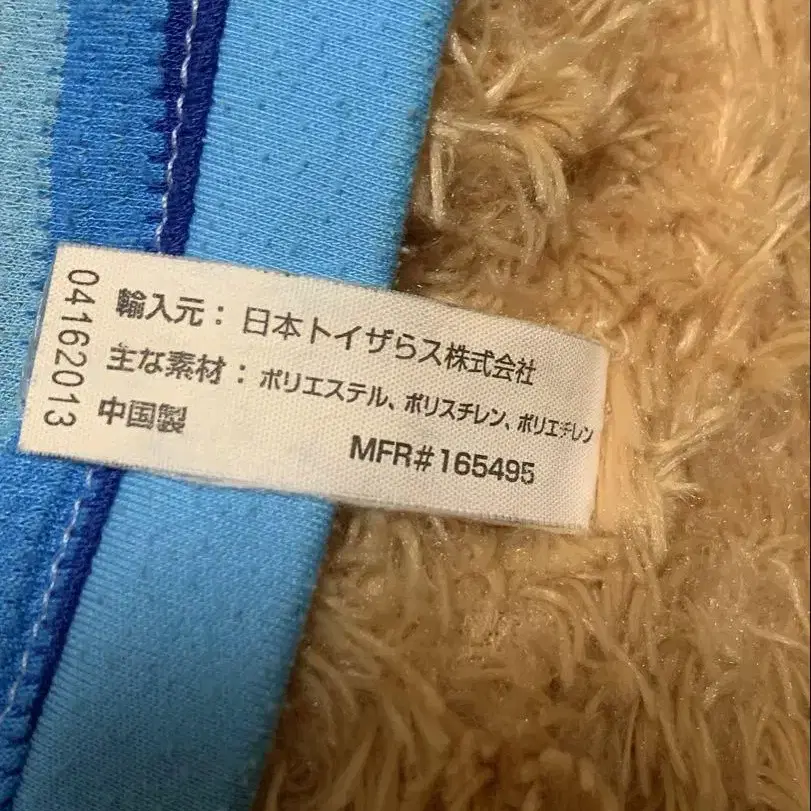 輸入元：日本トイザらス株式会社
主な素材：ポリエステル、ポリスチレン、ポリエチレン
中国製
MFR#165495
04162013